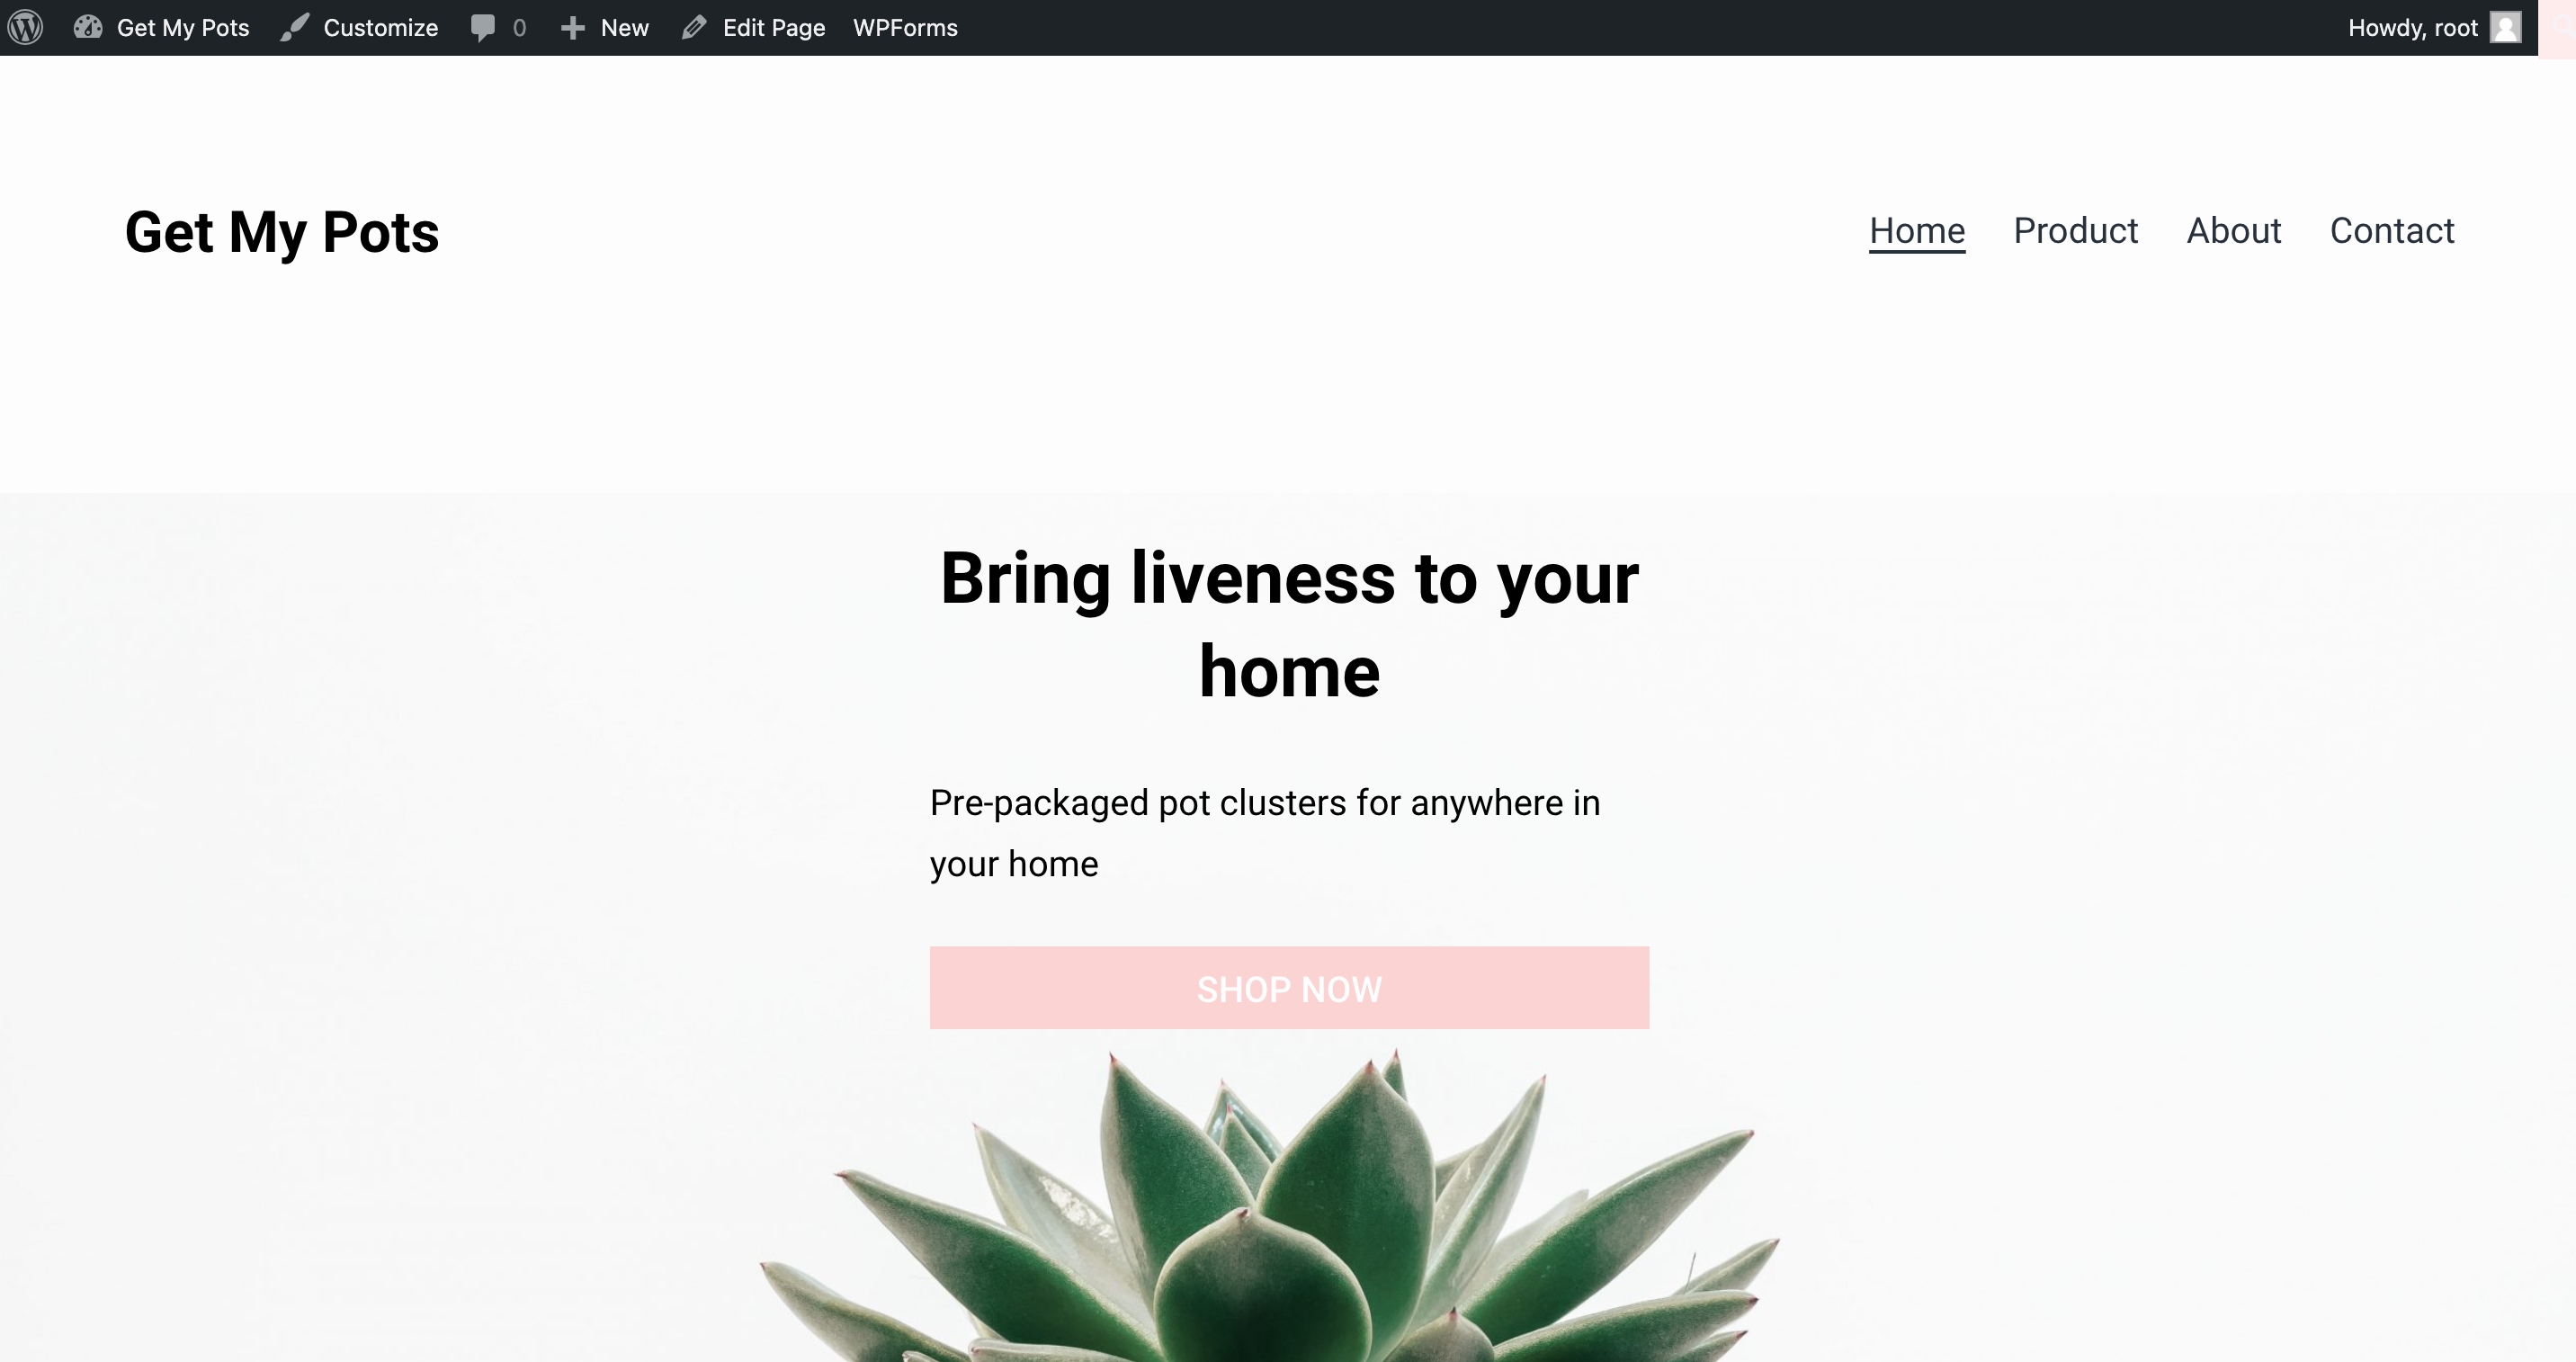 Get My Pots Customize 0 New Edit Page WPForms Howdy, root
Get My Pots
Home Product About Contact
Bring liveness to your
home
Pre-packaged pot clusters for anywhere in
your home
SHOP NOW